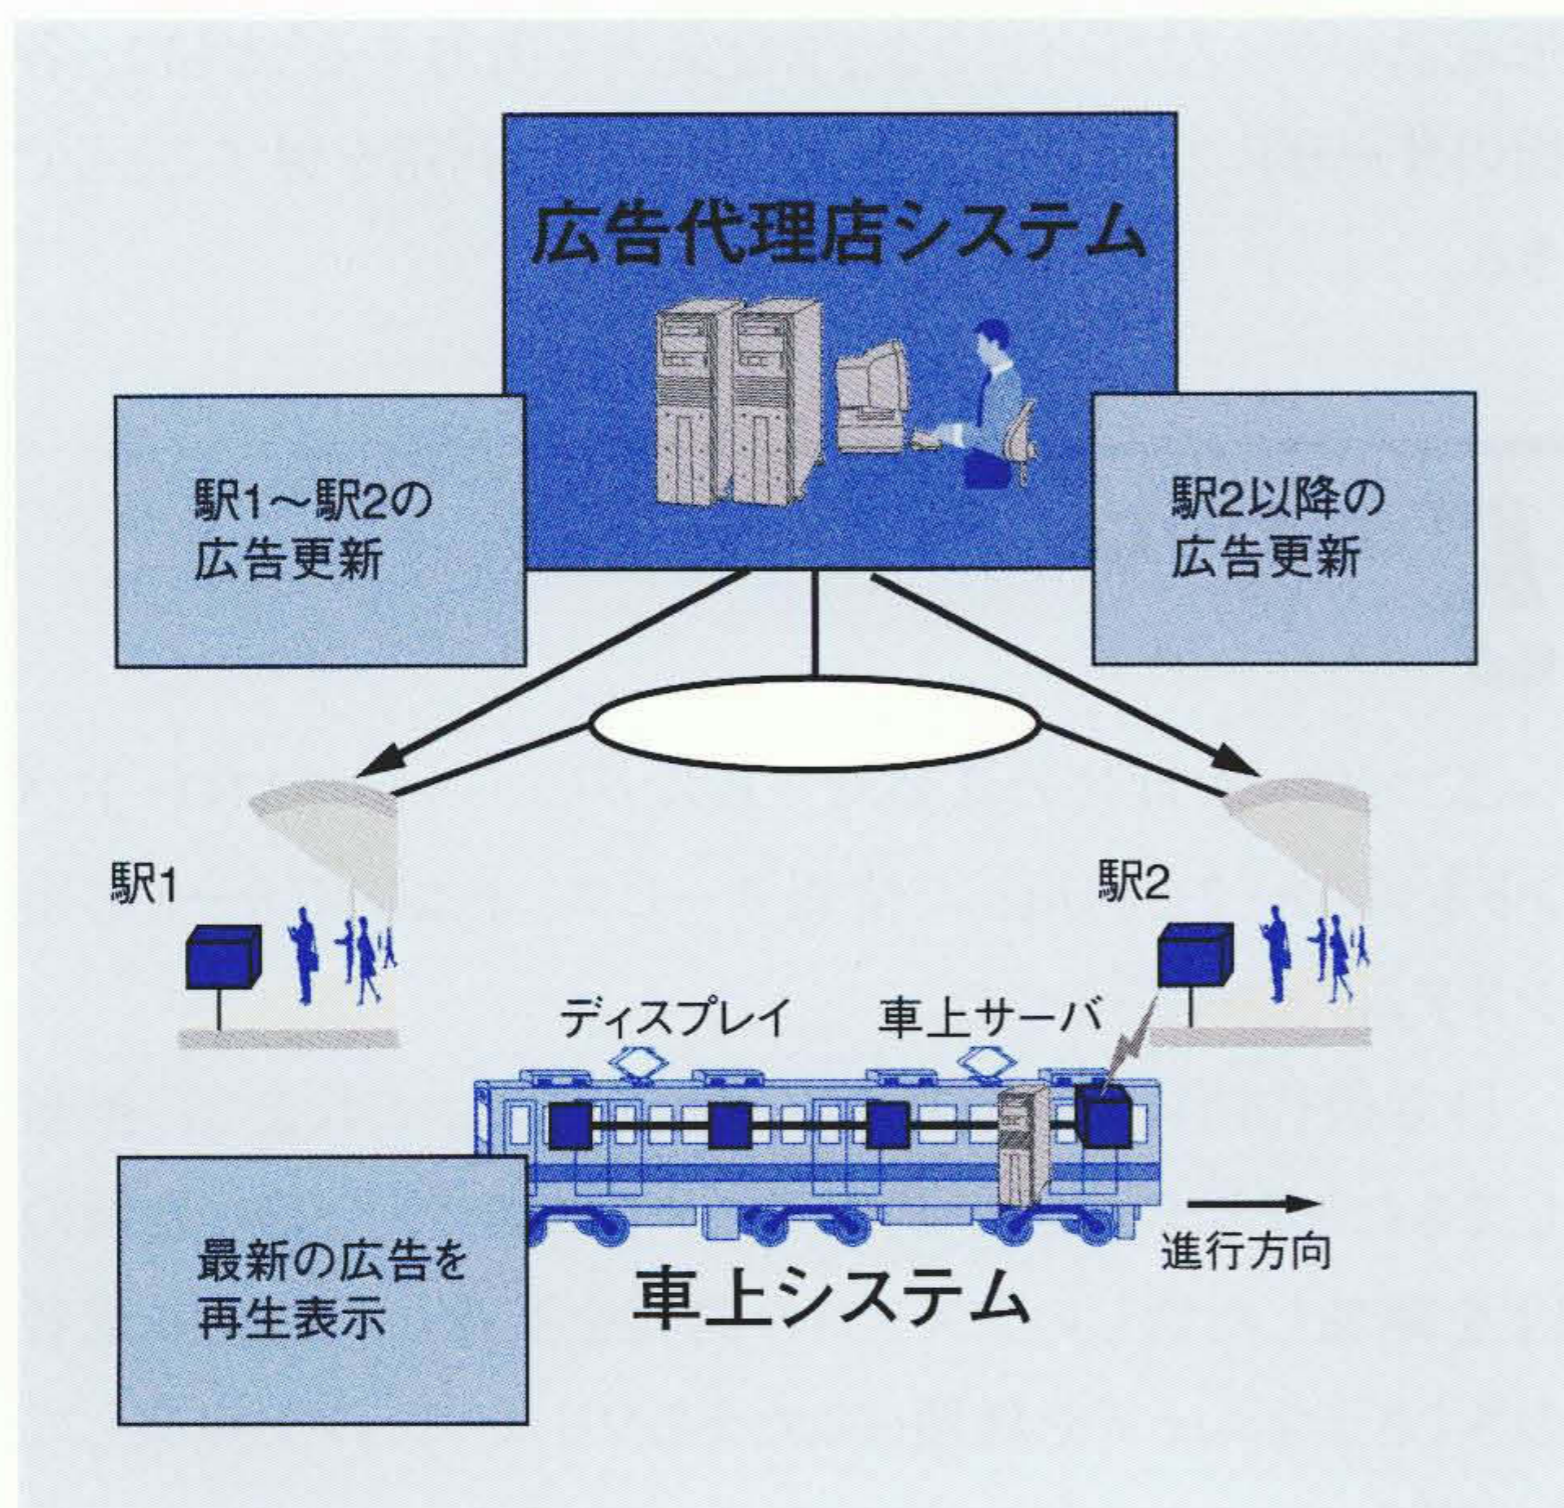 広告代理店システム
駅1〜駅2の
広告更新
駅2以降の
広告更新
駅1
駅2
ディスプレイ
車上サーバ
進行方向
車上システム
最新の広告を
再生表示